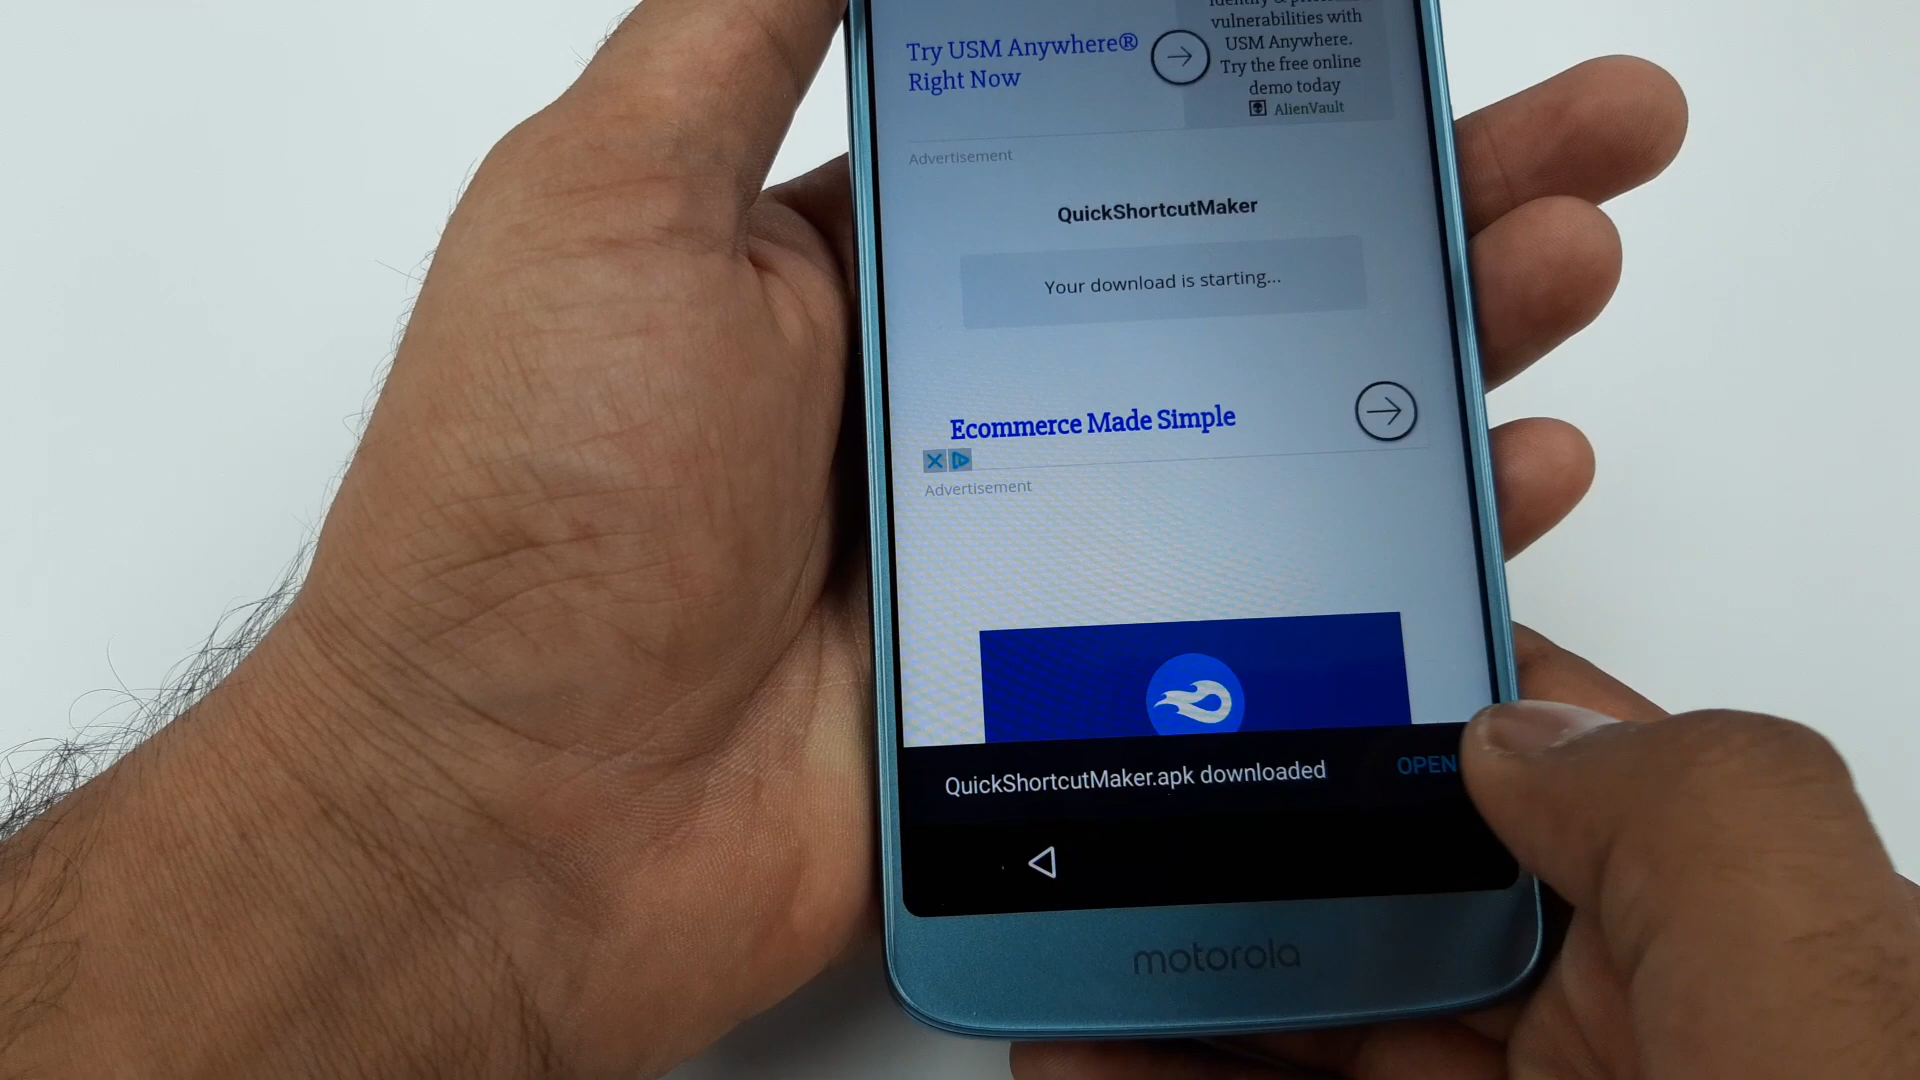 vulnerabilities with
USM Anywhere.
Try the free online
demo today
AlienVault
Try USM Anywhere®
Right Now
Advertisement
QuickShortcutMaker
Your download is starting...
Ecommerce Made Simple
Advertisement
QuickShortcutMaker.apk downloaded
OPEN
motorola